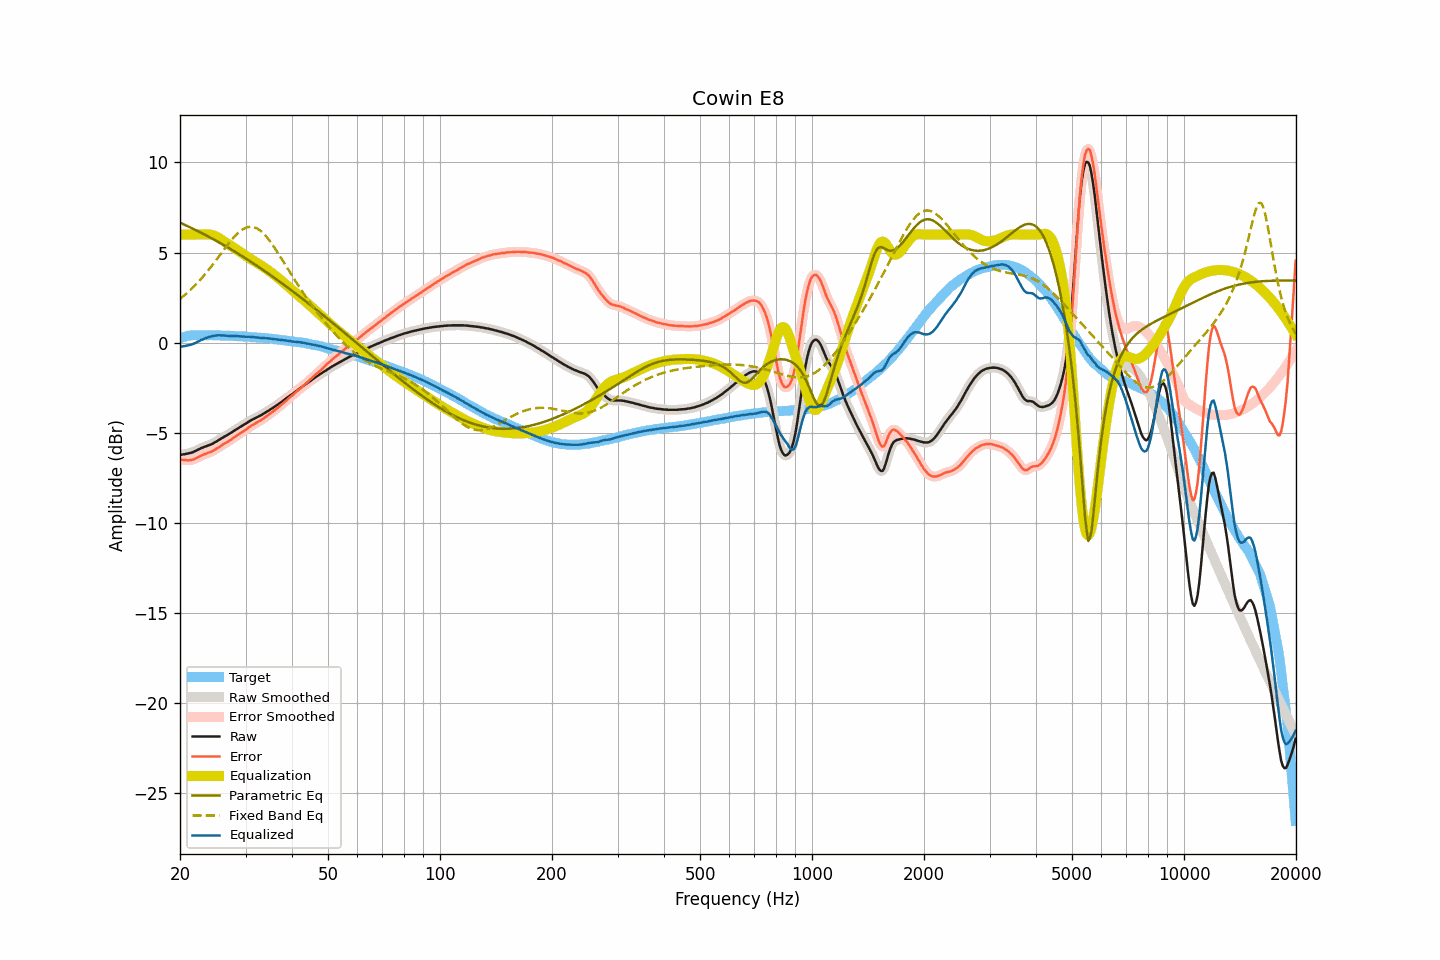 Cowin E8
10
5
0
−5
−10
−15
−20
−25
Amplitude (dBr)
Target
Raw Smoothed
Error Smoothed
Raw
Error
Equalization
Parametric Eq
Fixed Band Eq
Equalized
20 50 100 200 500 1000 2000 5000 10000 20000
Frequency (Hz)